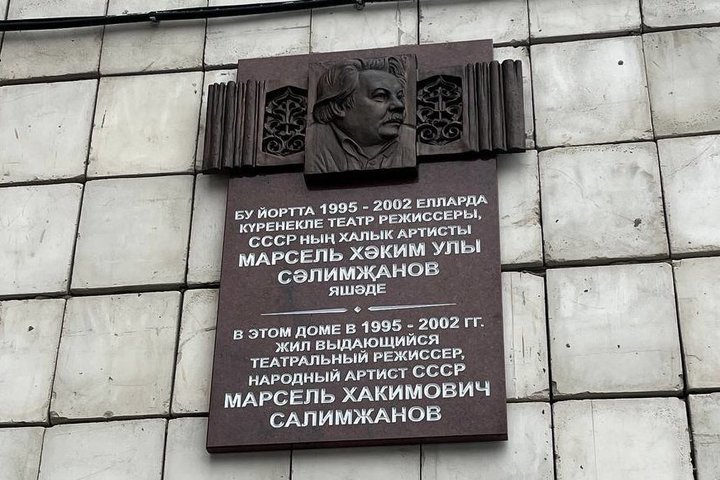 БУ ЙОРТТА 1995 - 2002 ЕЛЛАРДА
КҮРЕНЕКЛЕ ТЕАТР РЕЖИССЕРЫ,
СССР НЫҢ ХАЛЫК АРТИСТЫ
МАРСЕЛЬ ХӘКИМ УЛЫ
СӘЛИМҖАНОВ
ЯШӘДЕ
В ЭТОМ ДОМЕ В 1995 - 2002 ГГ.
ЖИЛ ВЫДАЮЩИЙСЯ
ТЕАТРАЛЬНЫЙ РЕЖИССЕР,
НАРОДНЫЙ АРТИСТ СССР
МАРСЕЛЬ ХАКИМОВИЧ
САЛИМЖАНОВ